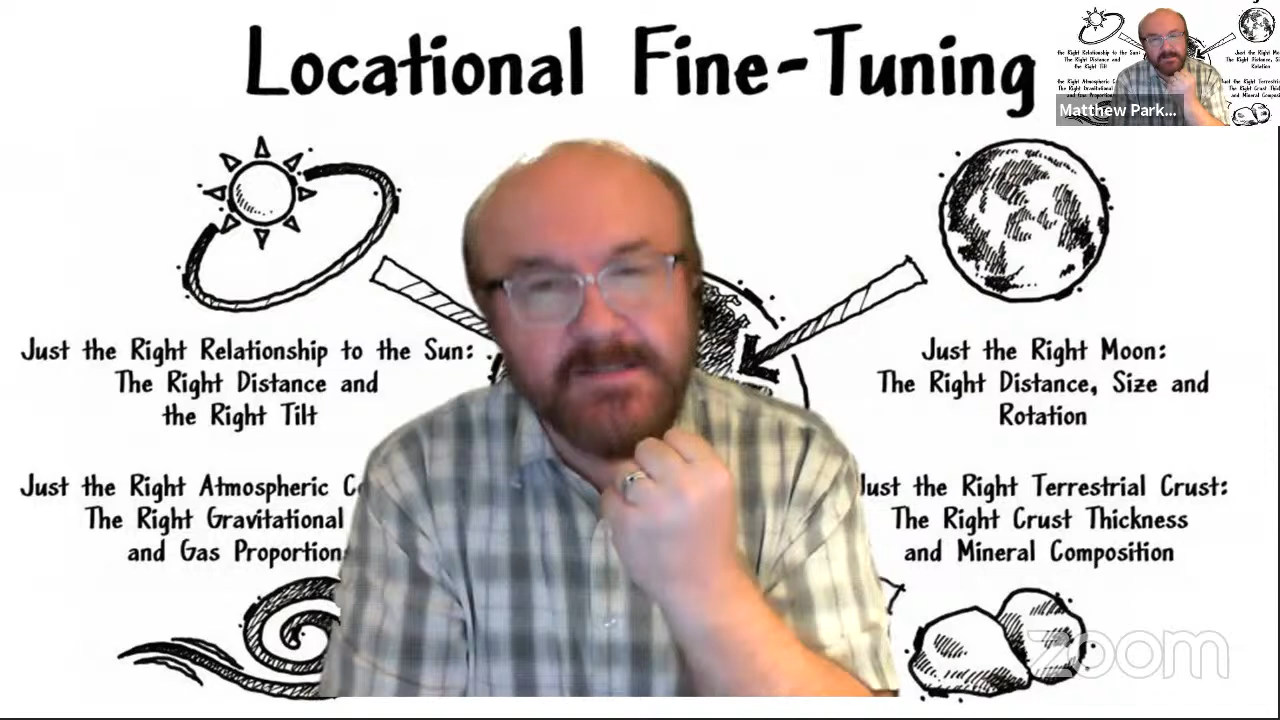 Locational Fine-Tuning
Just the Right Relationship to the Sun:
The Right Distance and
the Right Tilt
Just the Right Moon:
The Right Distance, Size and
Rotation
Just the Right Atmospheric
The Right Gravitational
and Gas Proportion
Just the Right Terrestrial Crust:
The Right Crust Thickness
and Mineral Composition
Matthew Park...
zoom